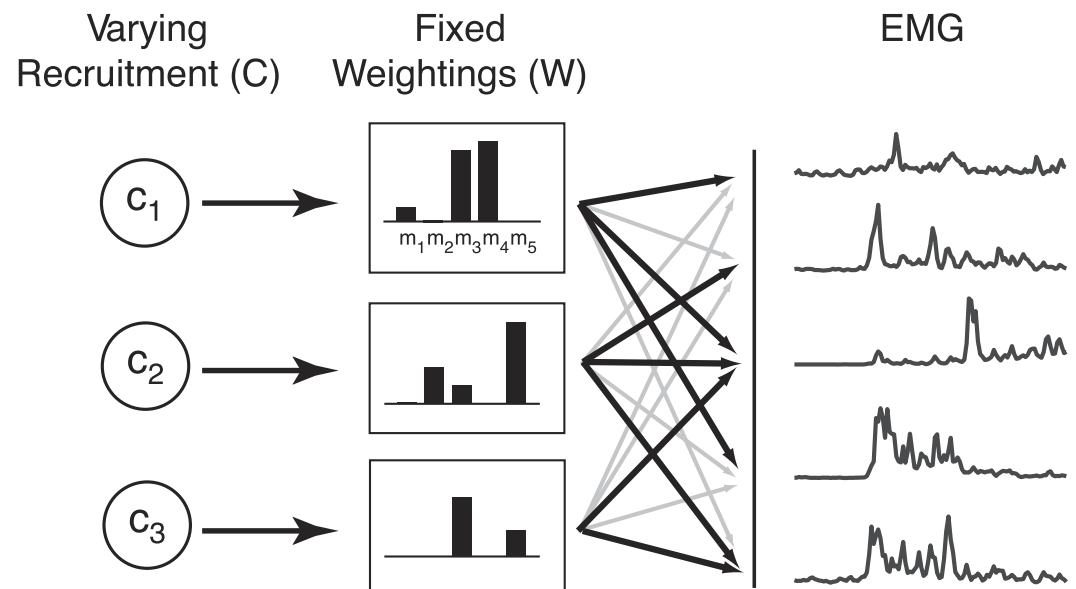 Varying
Recruitment (C)
Fixed
Weightings (W)
EMG
c₁
m₁m₂m₃m₄m₅
c₂
c₃